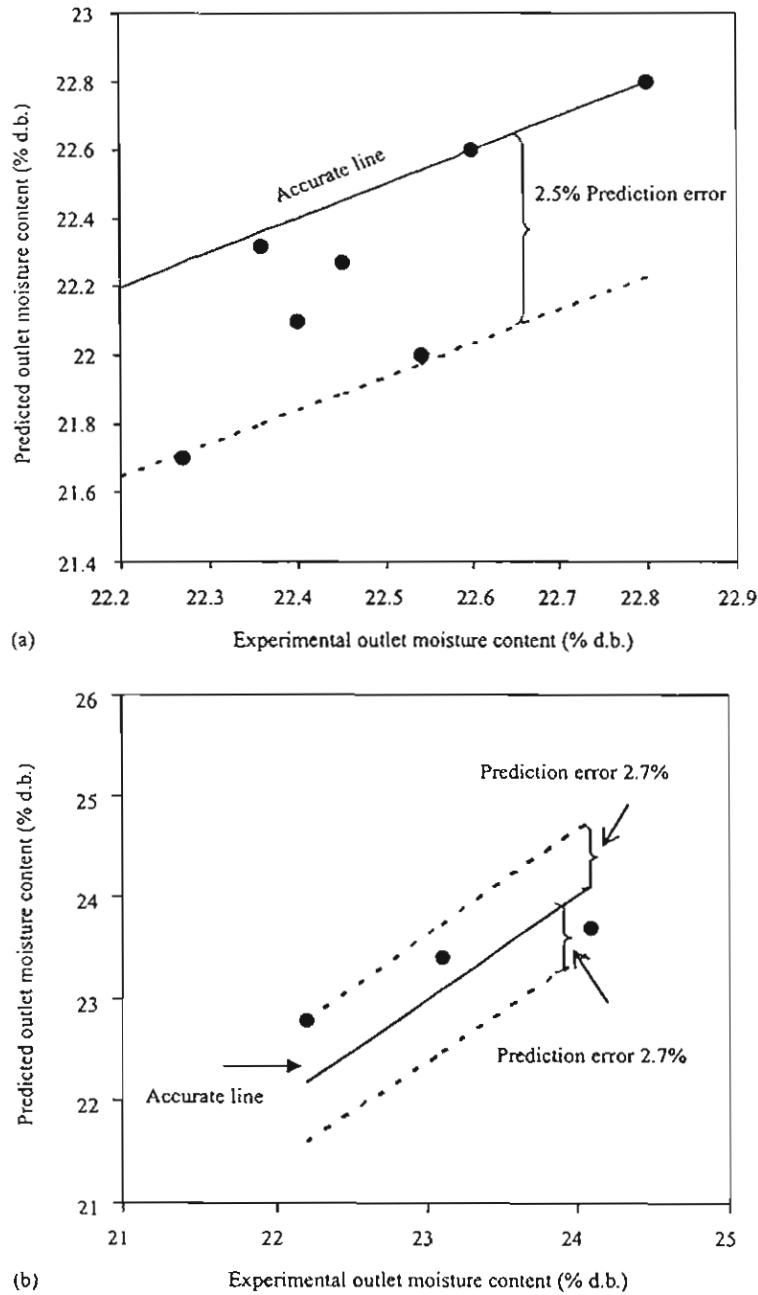 23
22.8
22.6
22.4
22.2
22
21.8
21.6
21.4
Predicted outlet moisture content (% d.b.)
Accurate line
2.5% Prediction error
22.2 22.3 22.4 22.5 22.6 22.7 22.8 22.9
(a) Experimental outlet moisture content (% d.b.)
26
25
24
23
22
21
Predicted outlet moisture content (% d.b.)
Prediction error 2.7%
Prediction error 2.7%
Accurate line
21 22 23 24 25
(b) Experimental outlet moisture content (% d.b.)